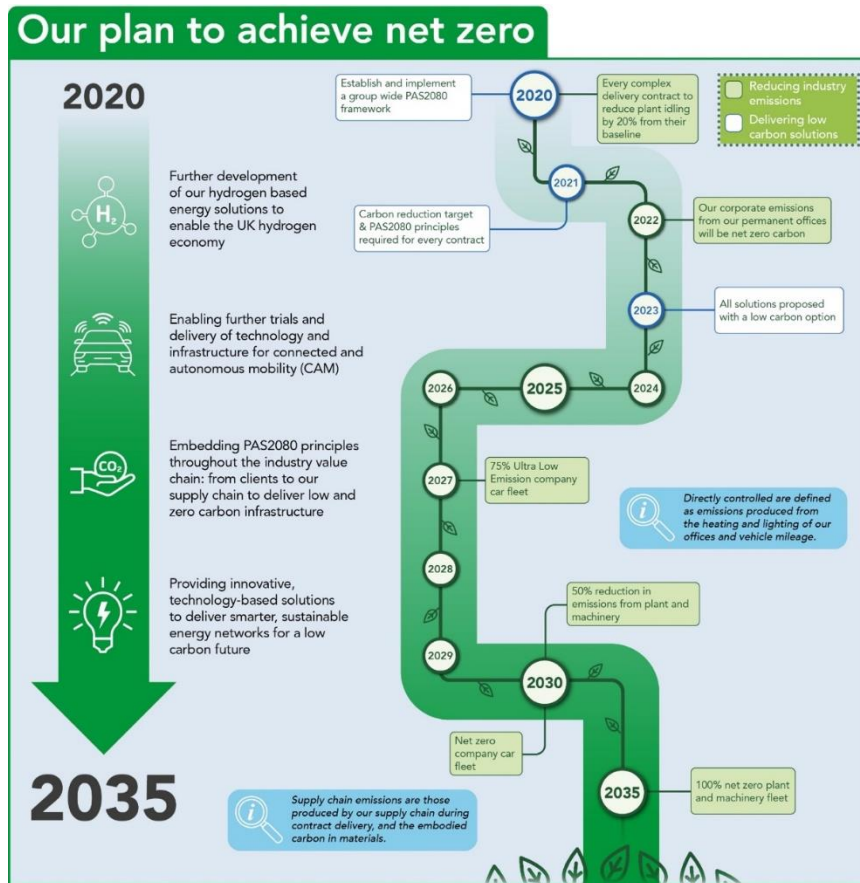 Our plan to achieve net zero
2020
Further development
of our hydrogen based
energy solutions to
enable the UK hydrogen
economy
H2
Enabling further trials and
delivery of technology and
infrastructure for connected and
autonomous mobility (CAM)
Embedding PAS2080 principles
throughout the industry value
chain: from clients to our
supply chain to deliver low and
zero carbon infrastructure
CO2
Providing innovative,
technology-based solutions
to deliver smarter, sustainable
energy networks for a low
carbon future
2035
Reducing industry
emissions
Delivering low
carbon solutions
Establish and implement
a group wide PAS2080
framework
2020
Every complex
delivery contract to
reduce plant idling
by 20% from their
baseline
2021
Carbon reduction target
& PAS2080 principles
required for every contract
2022
Our corporate emissions
from our permanent offices
will be net zero carbon
2023
All solutions proposed
with a low carbon option
2024
2025
2026
2027
75% Ultra Low
Emission company
car fleet
i
Directly controlled are defined
as emissions produced from
the heating and lighting of our
offices and vehicle mileage.
2028
2029
50% reduction in
emissions from plant and
machinery
2030
Net zero
company car
fleet
2035
100% net zero plant
and machinery fleet
i
Supply chain emissions are those
produced by our supply chain during
contract delivery, and the embodied
carbon in materials.